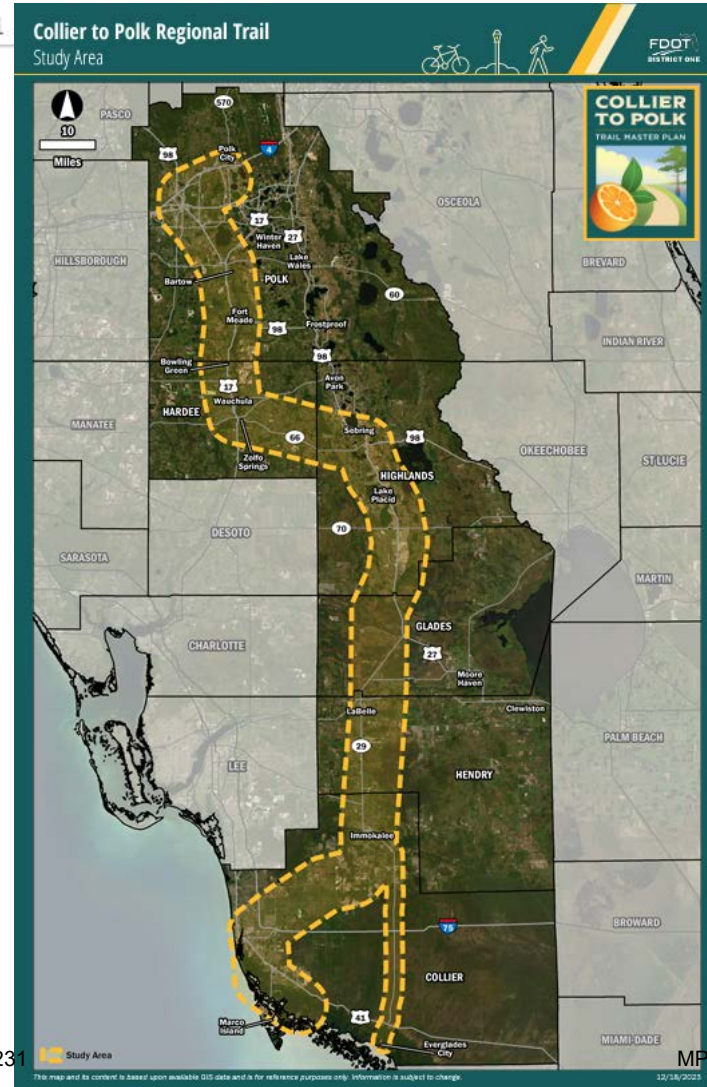 Collier to Polk Regional Trail
Study Area
FDOT
DISTRICT ONE
COLLIER
TO POLK
TRAIL MASTER PLAN
10
Miles
PASCO
570
98
Polk
City
4
OSCEOLA
17
Winter
Haven
27
Lake
Wales
HILLSBOROUGH
BREVARD
Bartow
POLK
60
Fort
Meade
98
Frostproof
INDIAN RIVER
98
Bowling
Green
Avon
Park
17
Wauchula
HARDEE
MANATEE
66
Sebring
98
OKEECHOBEE
ST LUCIE
Zolfo
Springs
HIGHLANDS
Lake
Placid
DESOTO
70
SARASOTA
MARTIN
GLADES
CHARLOTTE
27
Moore
Haven
LaBelle
Clewiston
29
PALM BEACH
LEE
HENDRY
Immokalee
75
BROWARD
COLLIER
Marco
Island
41
Everglades
City
MIAMI-DADE
231
MP
Study Area
This map and its content is based upon available GIS data and is for reference purposes only. Information is subject to change.
12/18/2023